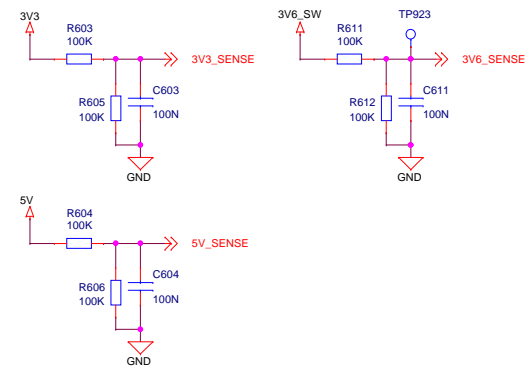 3V3
R603
100K
3V3_SENSE
R605
100K
C603
100N
GND
3V6_SW
TP923
R611
100K
3V6_SENSE
R612
100K
C611
100N
GND
5V
R604
100K
5V_SENSE
R606
100K
C604
100N
GND